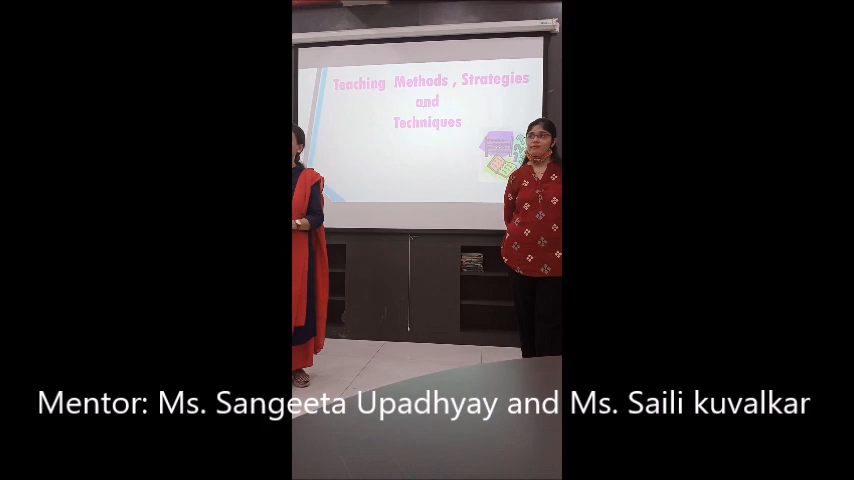 Teaching Methods , Strategies
and
Techniques
Mentor: Ms. Sangeeta Upadhyay and Ms. Saili kuvalkar